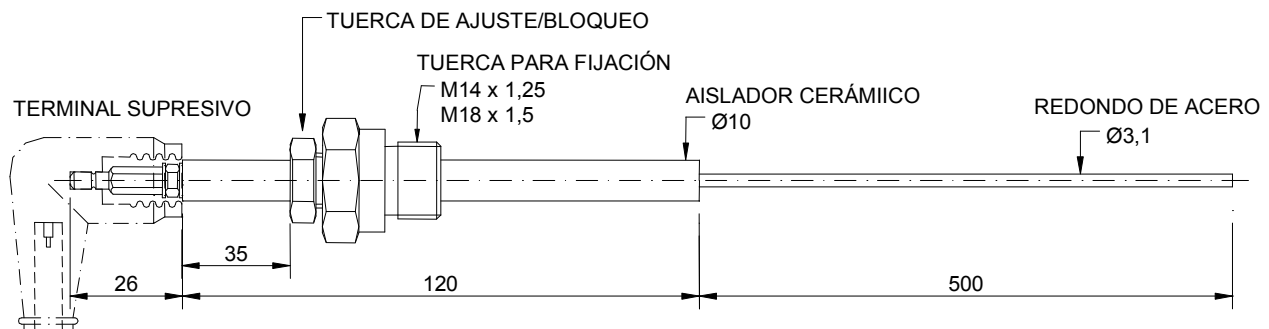 TUERCA DE AJUSTE/BLOQUEO
TUERCA PARA FIJACIÓN
M14 x 1,25
M18 x 1,5
TERMINAL SUPRESIVO
AISLADOR CERÁMIICO
Ø10
REDONDO DE ACERO
Ø3,1
35
26
120
500